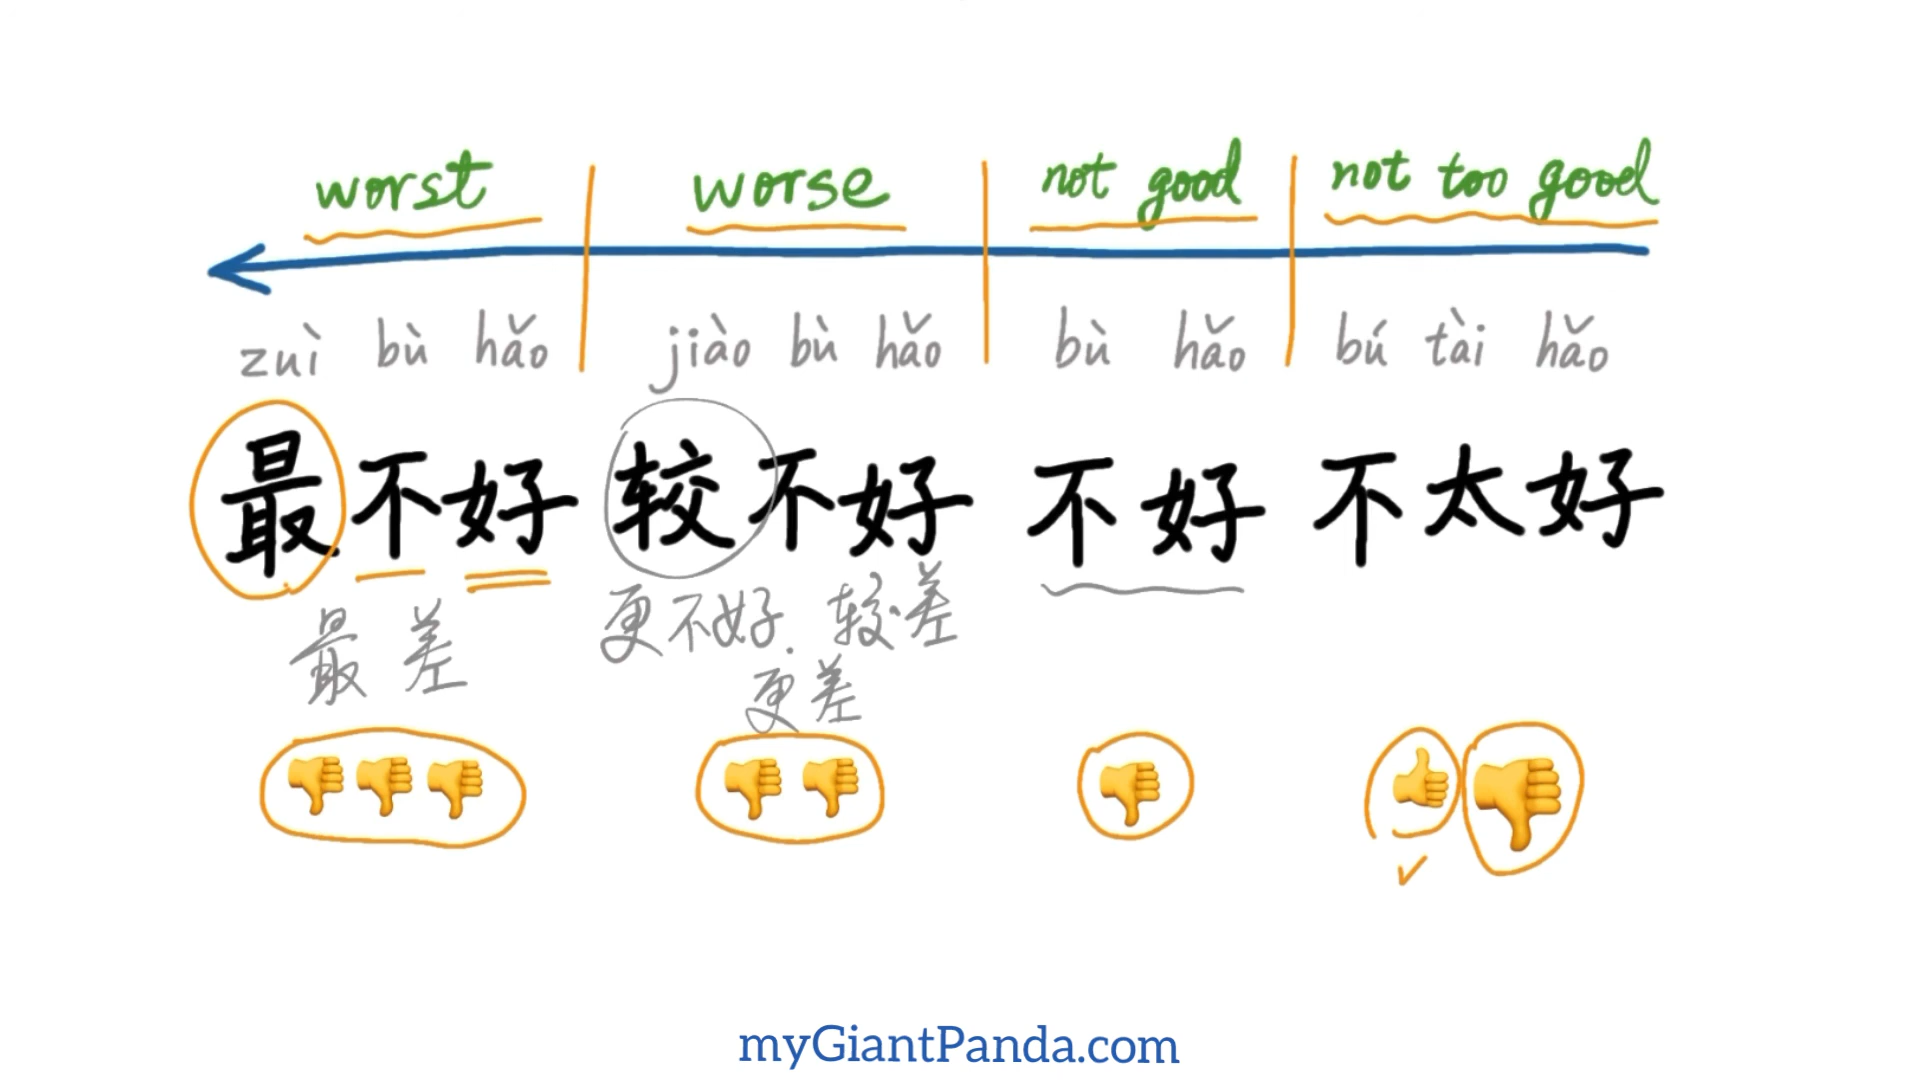 worst worse not good not too good
zuì bù hǎo jiào bù hǎo bù hǎo bú tài hǎo
最不好 较不好 不好 不太好
最差 更不好. 较差
更差
myGiantPanda.com